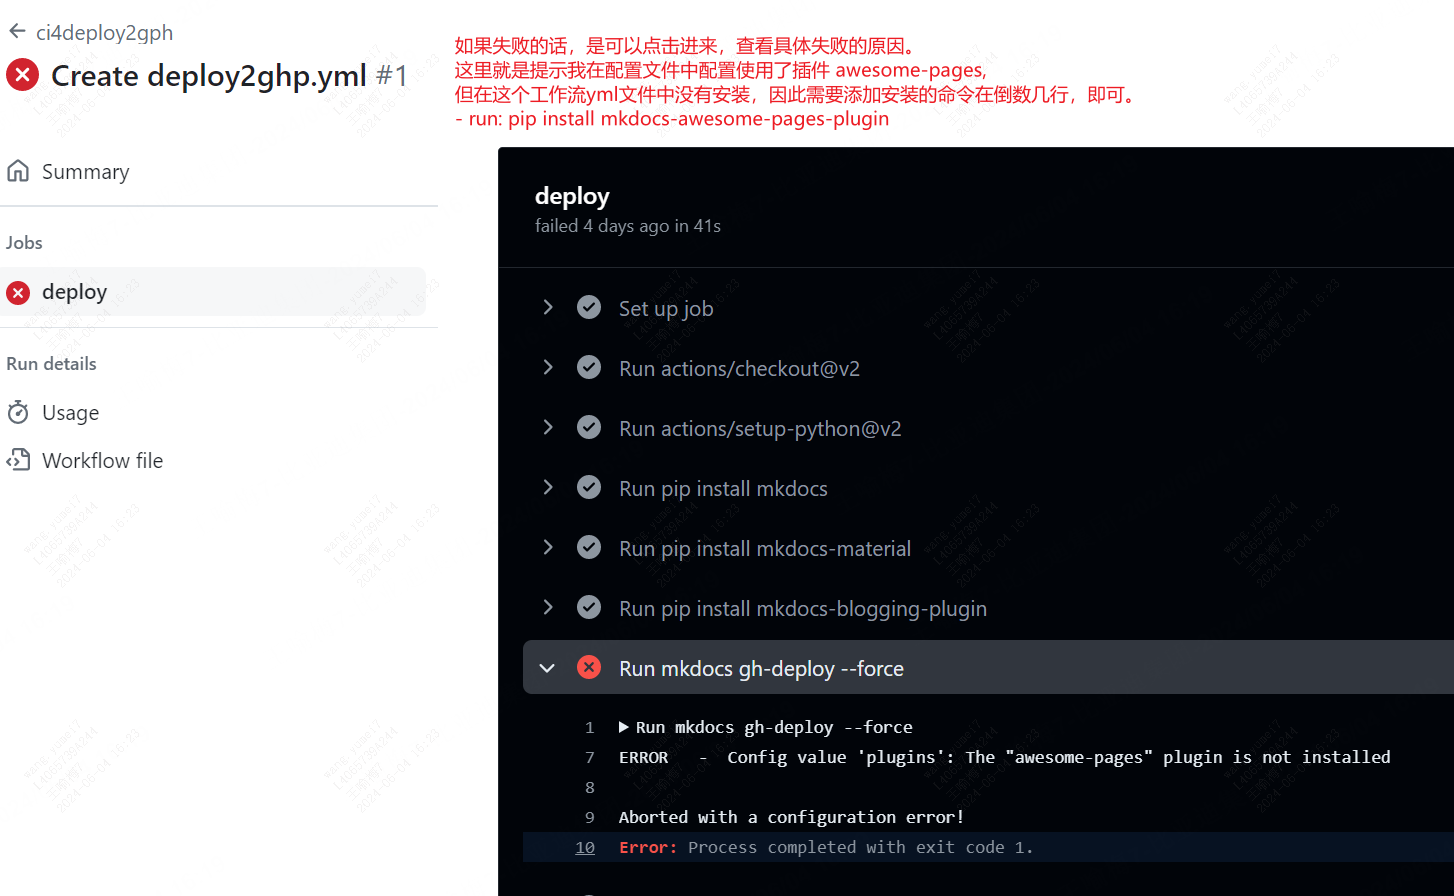 ci4deploy2gph
Create deploy2ghp.yml #1
如果失败的话，是可以点击进来，查看具体失败的原因。
这里就是提示我在配置文件中配置使用了插件 awesome-pages,
但在这个工作流yml文件中没有安装，因此需要添加安装的命令在倒数几行，即可。
- run: pip install mkdocs-awesome-pages-plugin
Summary
Jobs
deploy
Run details
Usage
Workflow file
deploy
failed 4 days ago in 41s
Set up job
Run actions/checkout@v2
Run actions/setup-python@v2
Run pip install mkdocs
Run pip install mkdocs-material
Run pip install mkdocs-blogging-plugin
Run mkdocs gh-deploy --force
1 Run mkdocs gh-deploy --force
7 ERROR - Config value 'plugins': The "awesome-pages" plugin is not installed
8
9 Aborted with a configuration error!
10 Error: Process completed with exit code 1.